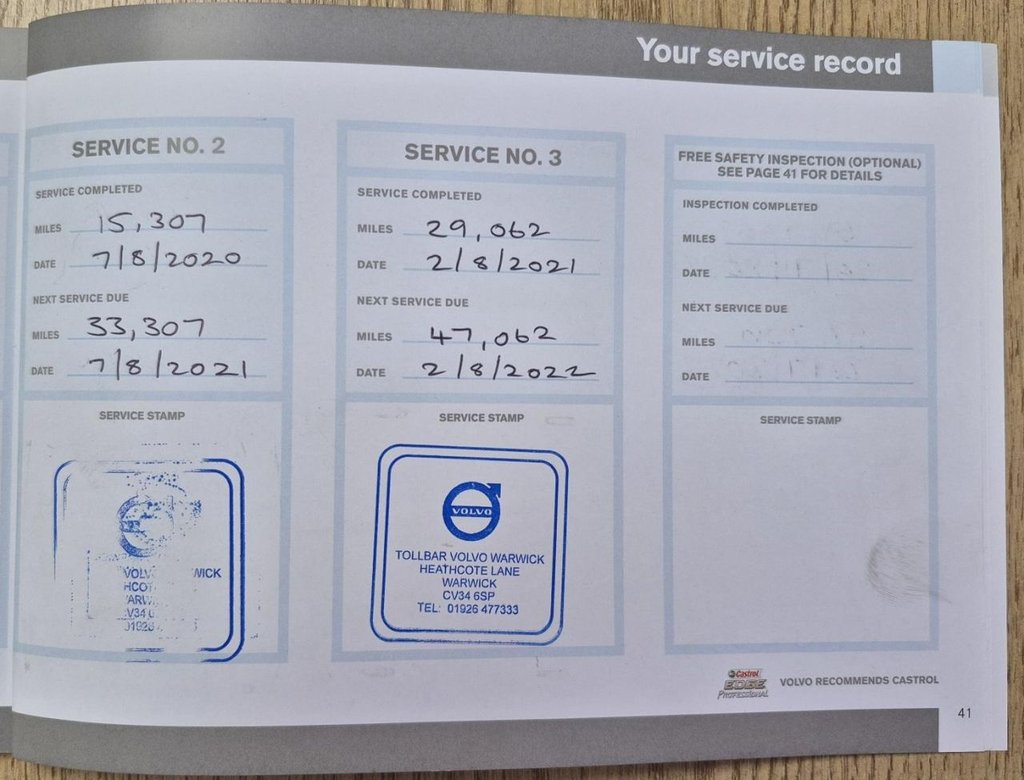 Your service record
SERVICE NO. 2
SERVICE COMPLETED
MILES 15,307
DATE 7/8/2020
NEXT SERVICE DUE
MILES 33,307
DATE 7/8/2021
SERVICE STAMP
WICK
SERVICE NO. 3
SERVICE COMPLETED
MILES 29,062
DATE 2/8/2021
NEXT SERVICE DUE
MILES 47,062
DATE 2/8/2022
SERVICE STAMP
VOLVO
TOLLBAR VOLVO WARWICK
HEATHCOTE LANE
WARWICK
CV34 6SP
TEL: 01926 477333
FREE SAFETY INSPECTION (OPTIONAL)
SEE PAGE 41 FOR DETAILS
INSPECTION COMPLETED
MILES
DATE
NEXT SERVICE DUE
MILES
DATE
SERVICE STAMP
Castrol
EDGE
PROFESSIONAL
VOLVO RECOMMENDS CASTROL
41